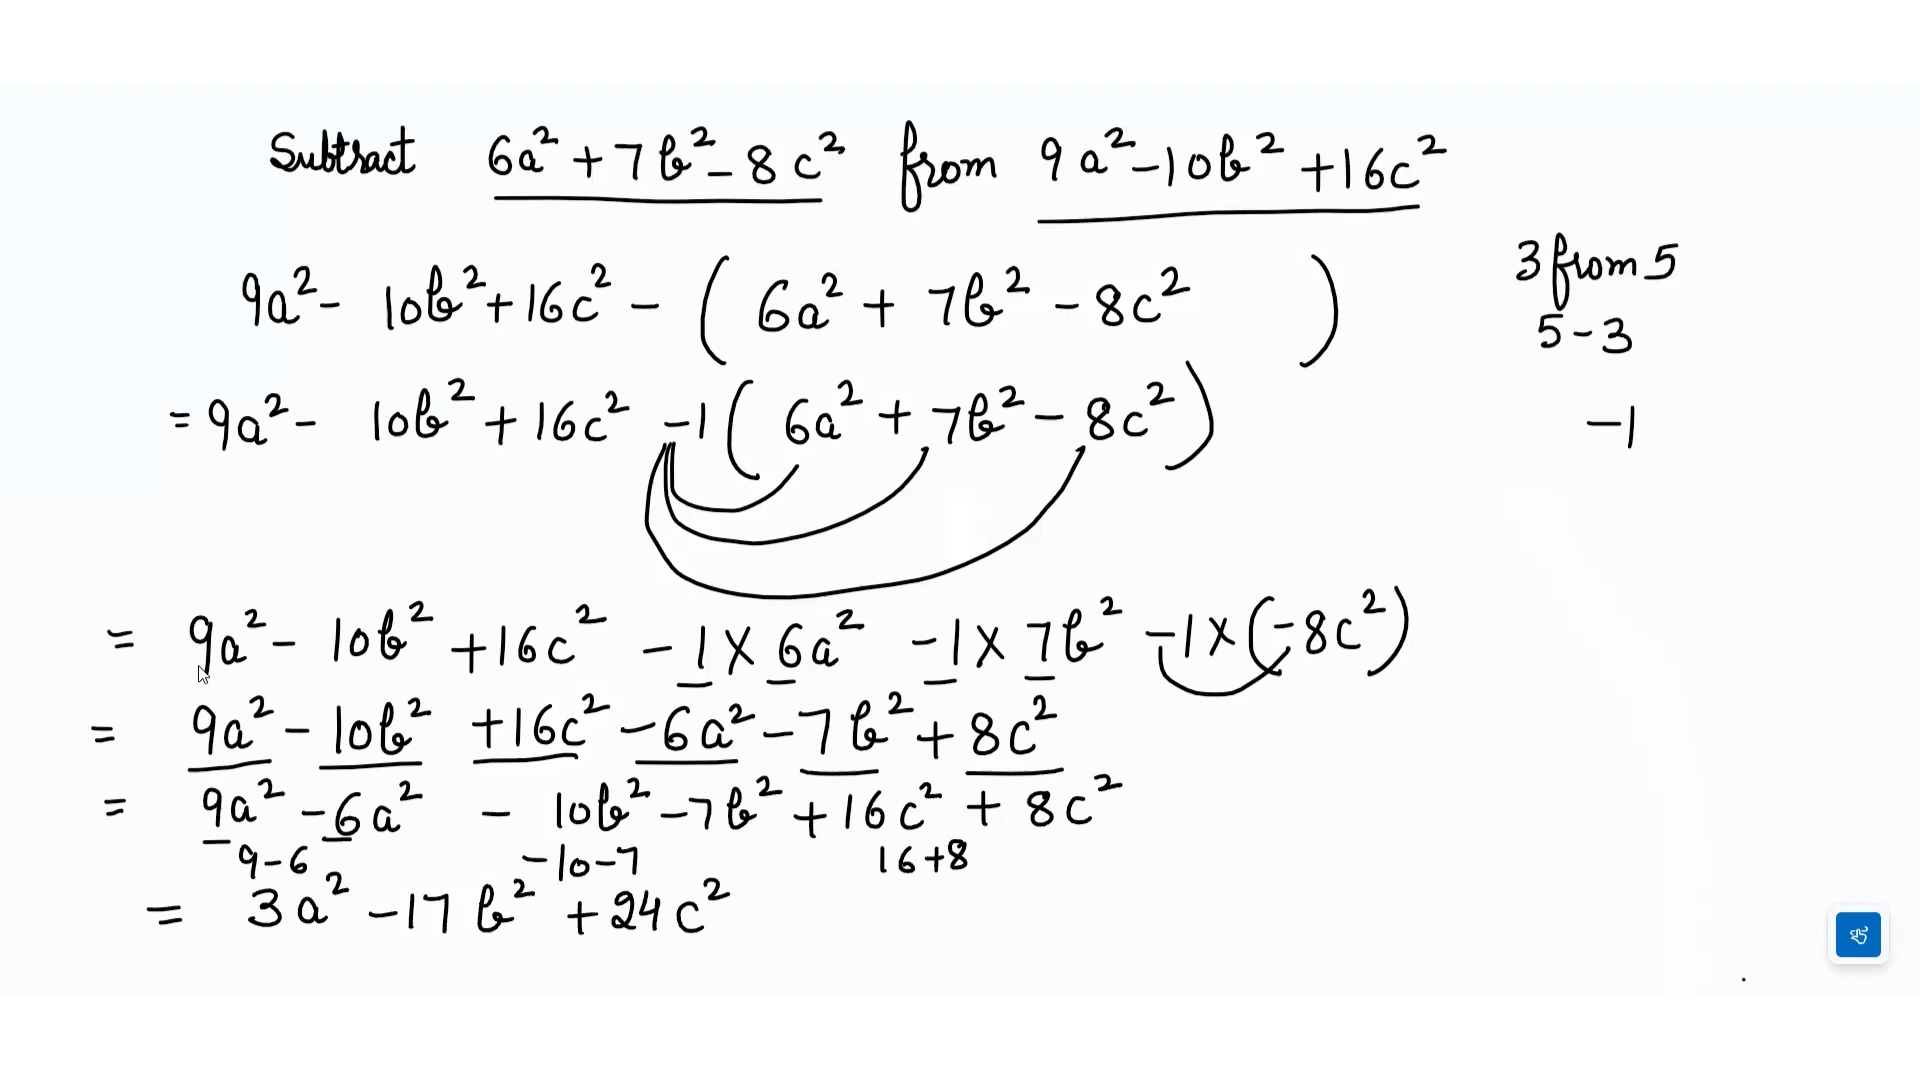 Subtract 6a² + 7b² - 8c² from 9a² - 10b² + 16c²
9a² - 10b² + 16c² - ( 6a² + 7b² - 8c² )
3 from 5
5 - 3
= 9a² - 10b² + 16c² -1 ( 6a² + 7b² - 8c² )
-1
= 9a² - 10b² + 16c² - 1 X 6a² - 1 X 7b² - 1 X (-8c²)
= 9a² - 10b² + 16c² - 6a² - 7b² + 8c²
= 9a² - 6a² - 10b² - 7b² + 16c² + 8c²
9-6 -10-7 16+8
= 3a² - 17b² + 24c²